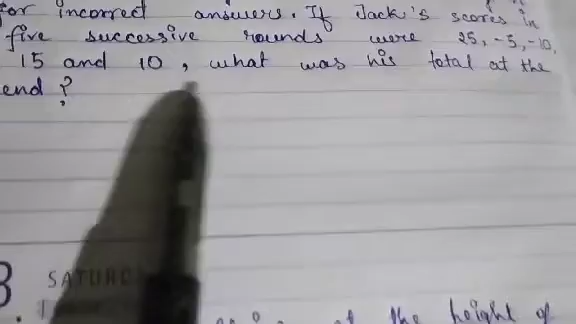 for incorrect answers. If Jack's scores in
five successive rounds were 25, -5, -10,
15 and 10, what was his total at the
end ?
3
the height of